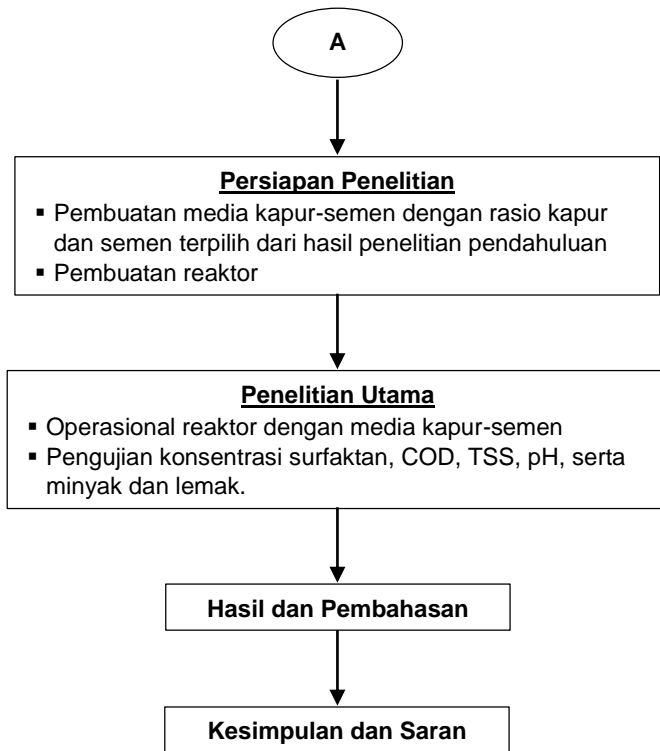 A
Persiapan Penelitian
▪ Pembuatan media kapur-semen dengan rasio kapur
dan semen terpilih dari hasil penelitian pendahuluan
▪ Pembuatan reaktor
Penelitian Utama
▪ Operasional reaktor dengan media kapur-semen
▪ Pengujian konsentrasi surfaktan, COD, TSS, pH, serta
minyak dan lemak.
Hasil dan Pembahasan
Kesimpulan dan Saran